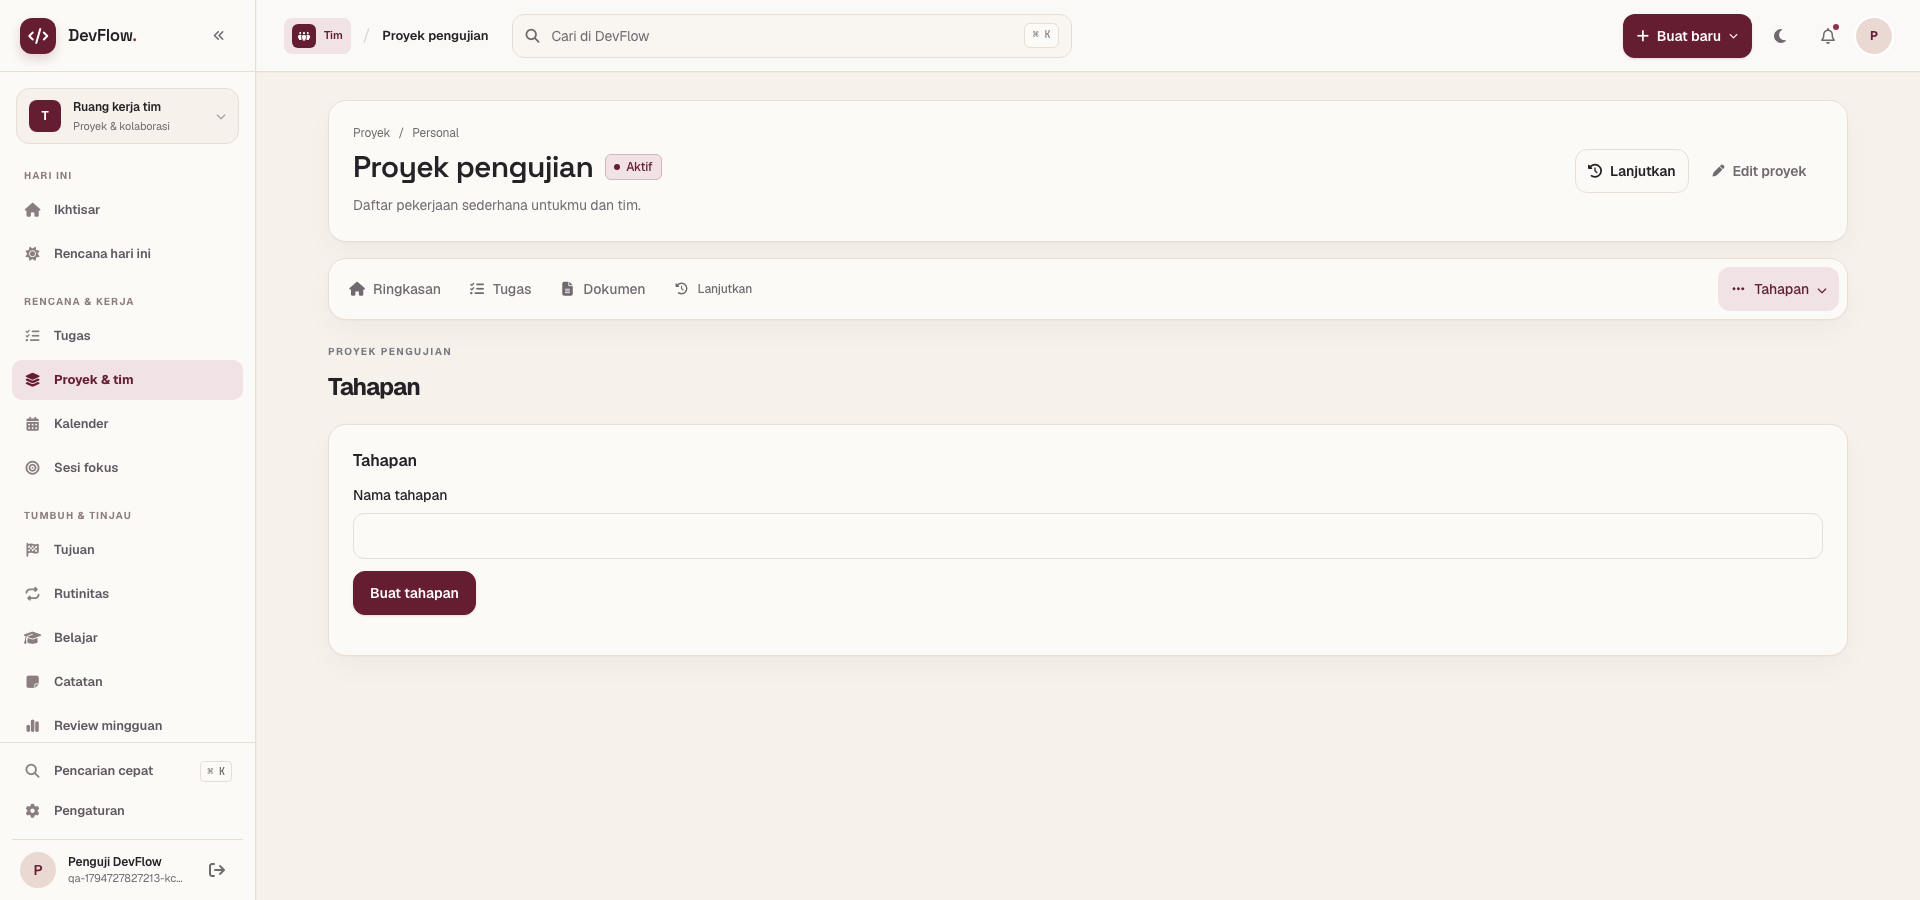 DevFlow.
Tim / Proyek pengujian
Cari di DevFlow
⌘ K
Buat baru
P
T
Ruang kerja tim
Proyek & kolaborasi
HARI INI
Ikhtisar
Rencana hari ini
RENCANA & KERJA
Tugas
Proyek & tim
Kalender
Sesi fokus
TUMBUH & TINJAU
Tujuan
Rutinitas
Belajar
Catatan
Review mingguan
Pencarian cepat
⌘ K
Pengaturan
P
Penguji DevFlow
qa-1794727827213-kc...
Proyek / Personal
Proyek pengujian
Aktif
Daftar pekerjaan sederhana untukmu dan tim.
Lanjutkan
Edit proyek
Ringkasan
Tugas
Dokumen
Lanjutkan
Tahapan
PROYEK PENGUJIAN
Tahapan
Tahapan
Nama tahapan
Buat tahapan